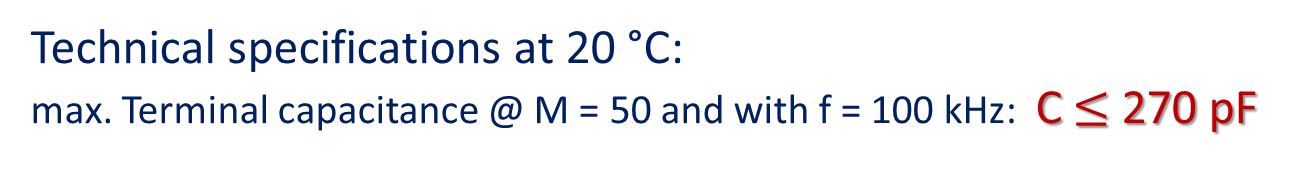 Technical specifications at 20 °C:
max. Terminal capacitance @ M = 50 and with f = 100 kHz: C ≤ 270 pF